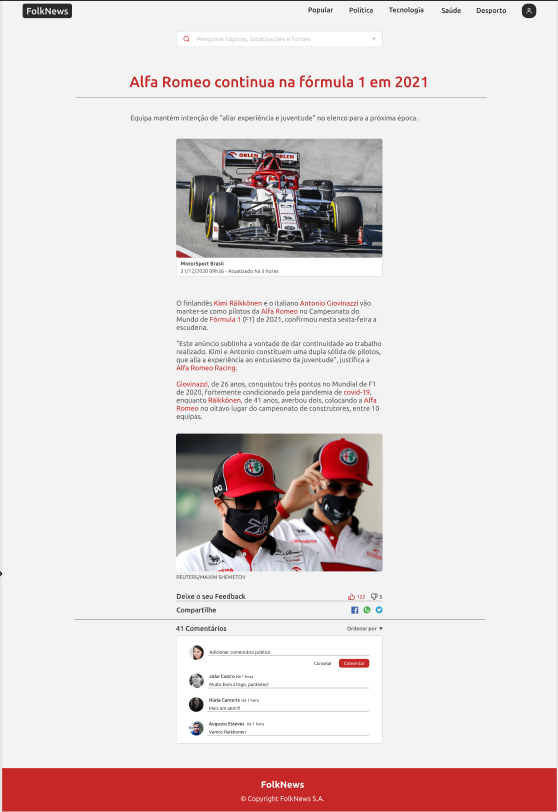 FolkNews
Popular
Política
Tecnologia
Saúde
Desporto
Pesquisar tópicos, localizações e fontes
Alfa Romeo continua na fórmula 1 em 2021
Equipa mantém intenção de "aliar experiência e juventude" no elenco para a próxima época.
ORLEN
ORLEN
MotorSport Brasil
21/12/2020 09h36 - Atualizado há 3 horas
O finlandês Kimi Räikkönen e o italiano Antonio Giovinazzi vão
manter-se como pilotos da Alfa Romeo no Campeonato do
Mundo de Fórmula 1 (F1) de 2021, confirmou nesta sexta-feira a
escuderia.
"Este anúncio sublinha a vontade de dar continuidade ao trabalho
realizado. Kimi e Antonio constituem uma dupla sólida de pilotos,
que alia a experiência ao entusiasmo da juventude", justifica a
Alfa Romeo Racing.
Giovinazzi, de 26 anos, conquistou três pontos no Mundial de F1
de 2020, fortemente condicionado pela pandemia de covid-19,
enquanto Räikkönen, de 41 anos, averbou dois, colocando a Alfa
Romeo no oitavo lugar do campeonato de construtores, entre 10
equipas.
REUTERS/MAXIM SHEMETOV
Deixe o seu Feedback
122
5
Compartilhe
41 Comentários
Ordenar por
Adicionar comentário público
Cancelar
Comentar
João Castro Há 1 hora
Muito bom artigo, parabéns!
Núria Carneiro Há 1 hora
Mais um ano!!!
Augusto Esteves Há 1 hora
Vamos Raikkonen
FolkNews
© Copyright FolkNews S.A.